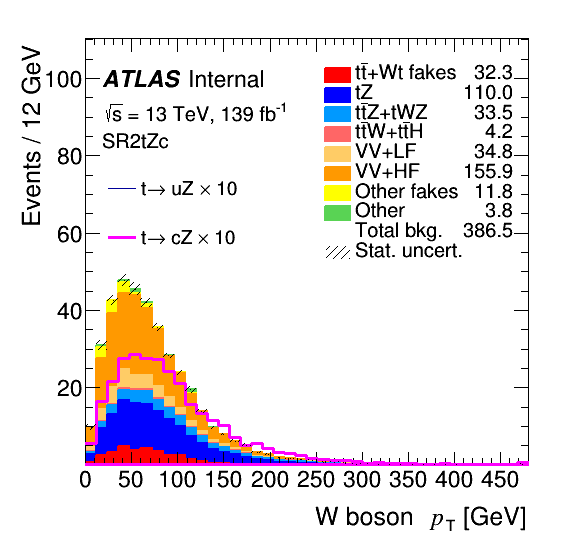 Events / 12 GeV
100
80
60
40
20
ATLAS Internal
√s = 13 TeV, 139 fb⁻¹
SR2tZc
t→ uZ × 10
t→ cZ × 10
tt̄+Wt fakes 32.3
tZ 110.0
tt̄Z+tWZ 33.5
tt̄W+tt̄H 4.2
VV+LF 34.8
VV+HF 155.9
Other fakes 11.8
Other 3.8
Total bkg. 386.5
Stat. uncert.
0 50 100 150 200 250 300 350 400 450
W boson pT [GeV]